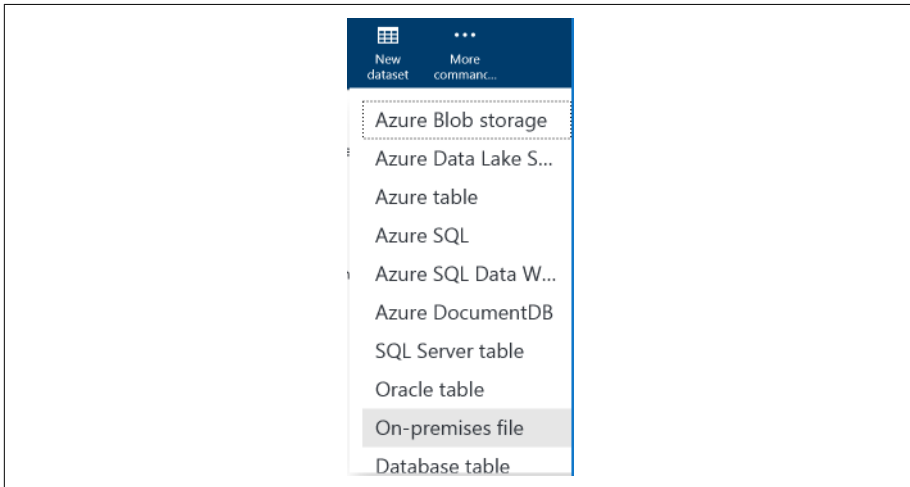 New More
dataset commanc...
Azure Blob storage
Azure Data Lake S...
Azure table
Azure SQL
Azure SQL Data W...
Azure DocumentDB
SQL Server table
Oracle table
On-premises file
Database table